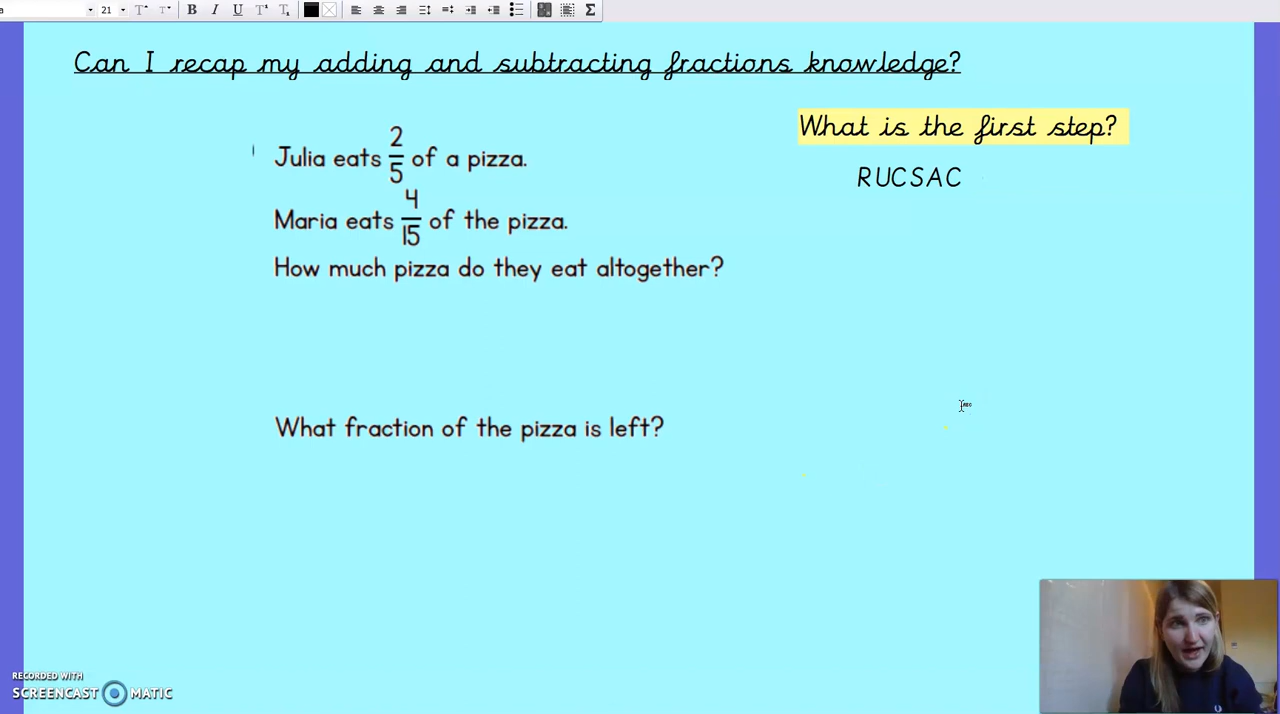 21
B I U T T Σ
Can I recap my adding and subtracting fractions knowledge?
What is the first step?
RUCSAC
Julia eats 2/5 of a pizza.
Maria eats 4/15 of the pizza.
How much pizza do they eat altogether?
What fraction of the pizza is left?
RECORDED WITH
SCREENCAST MATIC